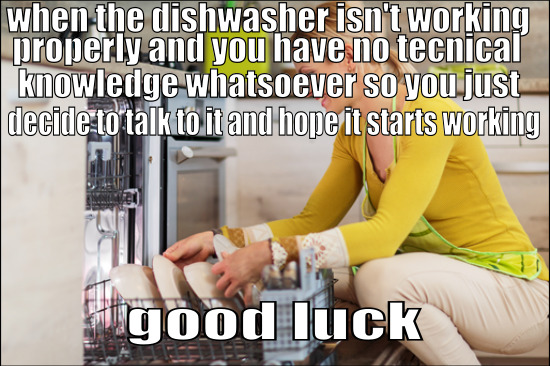 when the dishwasher isn't working
properly and you have no tecnical
knowledge whatsoever so you just
decide to talk to it and hope it starts working
good luck